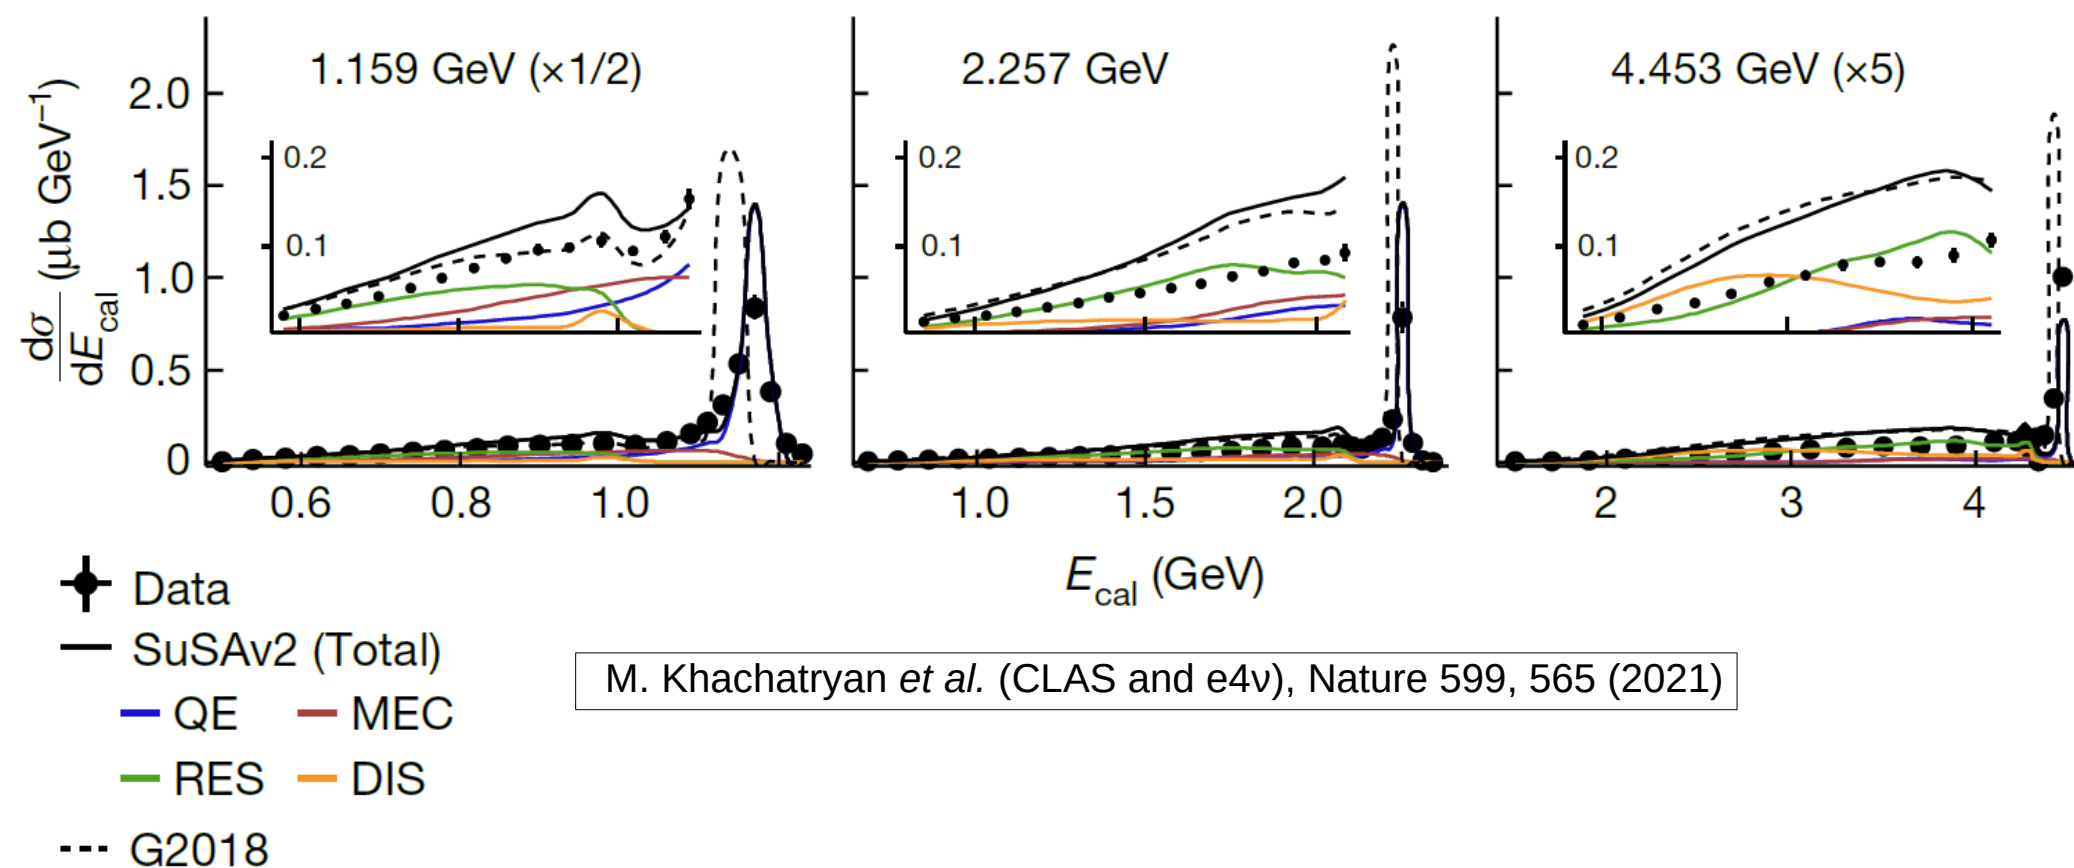 1.159 GeV (×1/2)
2.257 GeV
4.453 GeV (×5)
dσ
dE_cal
(μb GeV⁻¹)
2.0
1.5
1.0
0.5
0
0.2
0.1
0.2
0.1
0.2
0.1
0.6 0.8 1.0
1.0 1.5 2.0
2 3 4
E_cal (GeV)
Data
SuSAv2 (Total)
QE MEC
RES DIS
G2018
M. Khachatryan et al. (CLAS and e4ν), Nature 599, 565 (2021)